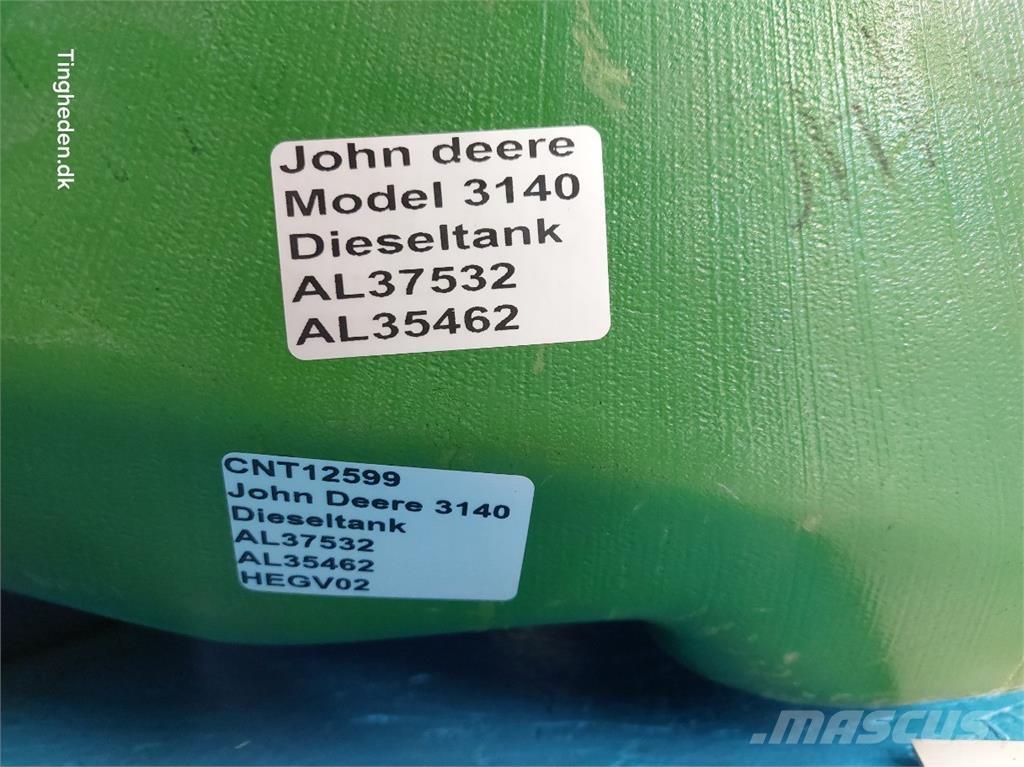 Tingheden.dk
John deere
Model 3140
Dieseltank
AL37532
AL35462
CNT12599
John Deere 3140
Dieseltank
AL37532
AL35462
HEGV02
MASCUS